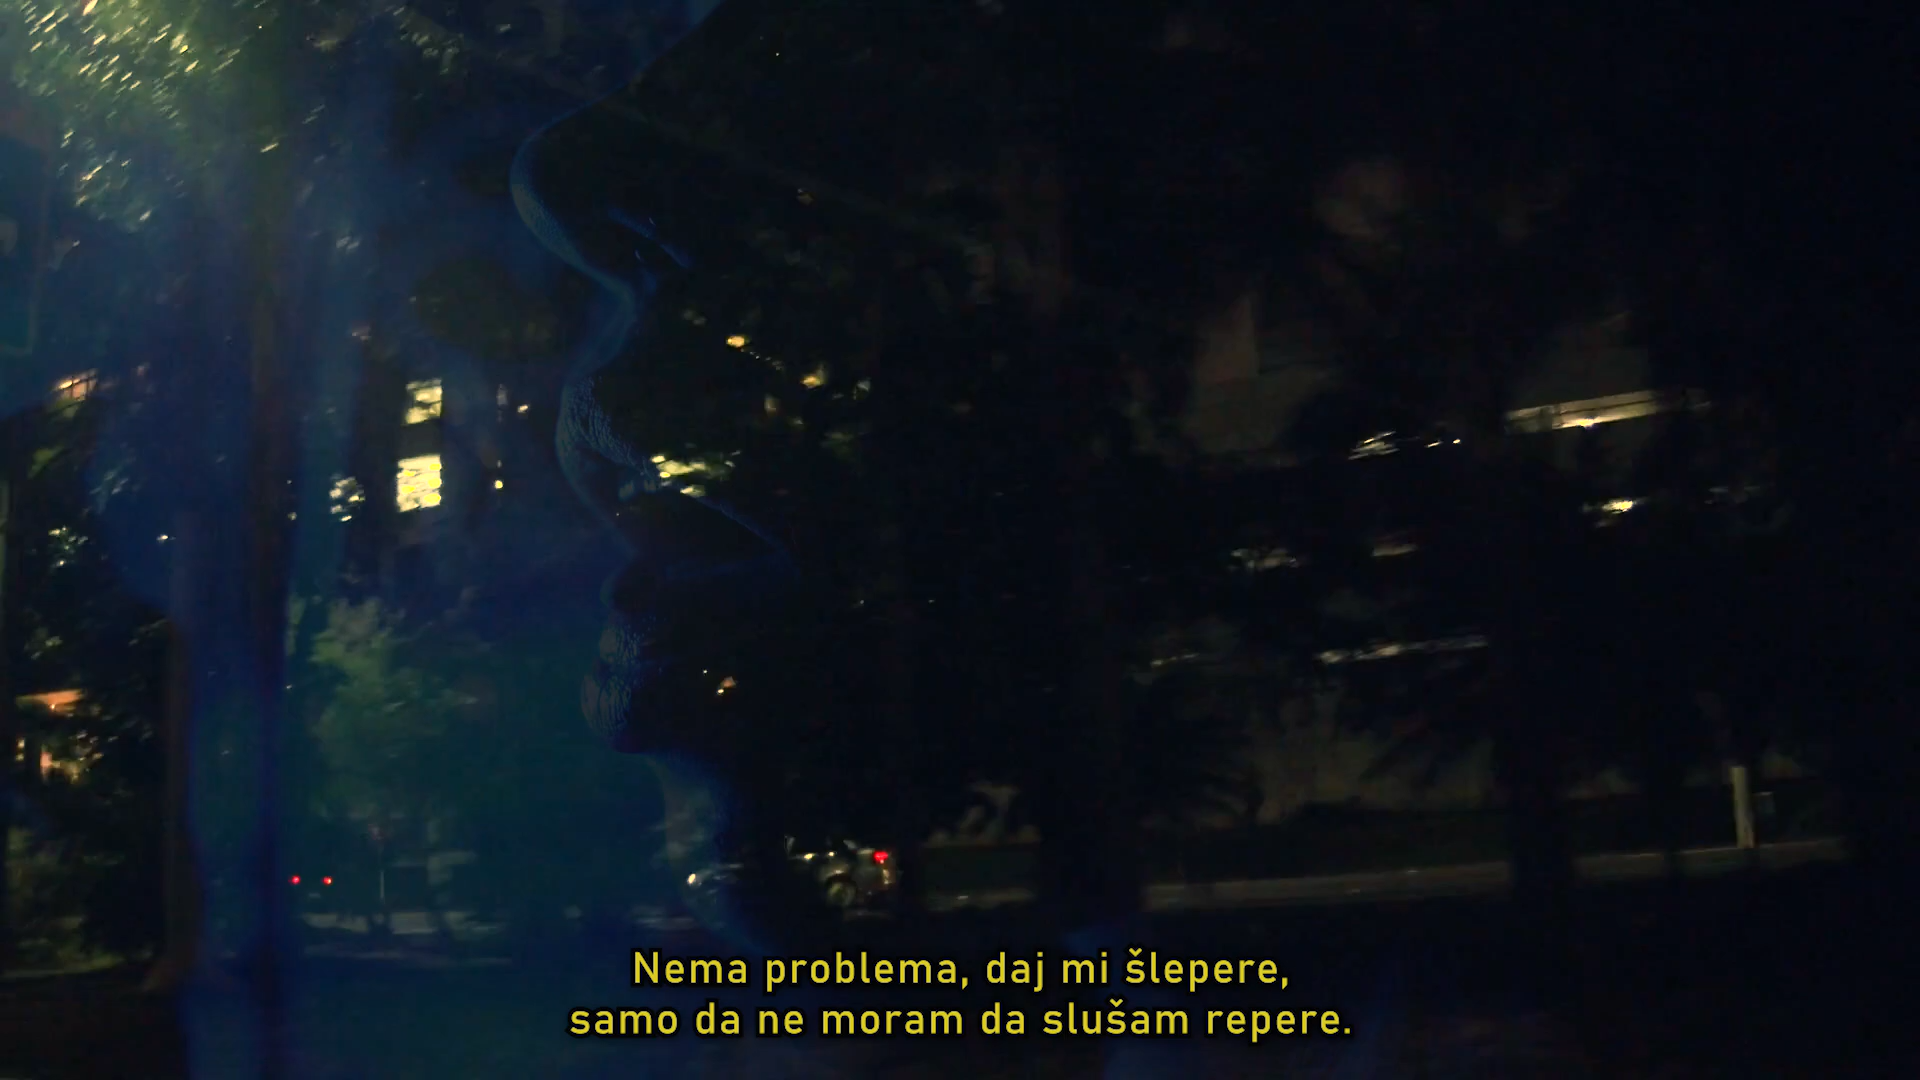 Nema problema, daj mi šlepere,
samo da ne moram da slušam repere.